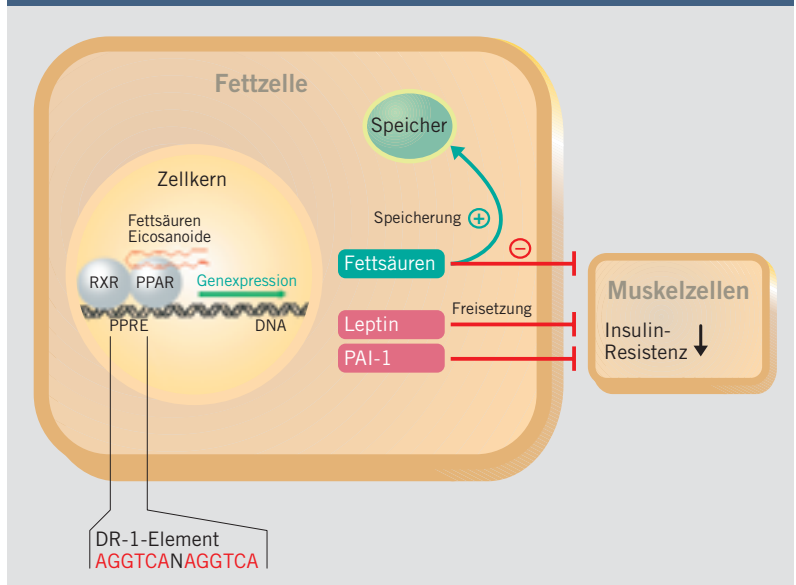 Fettzelle
Speicher
Zellkern
Fettsäuren
Eicosanoide
Speicherung +
−
RXR PPAR Genexpression
Fettsäuren
PPRE DNA
Leptin
Freisetzung
PAI-1
Muskelzellen
Insulin-
Resistenz
DR-1-Element
AGGTCANAGGTCA